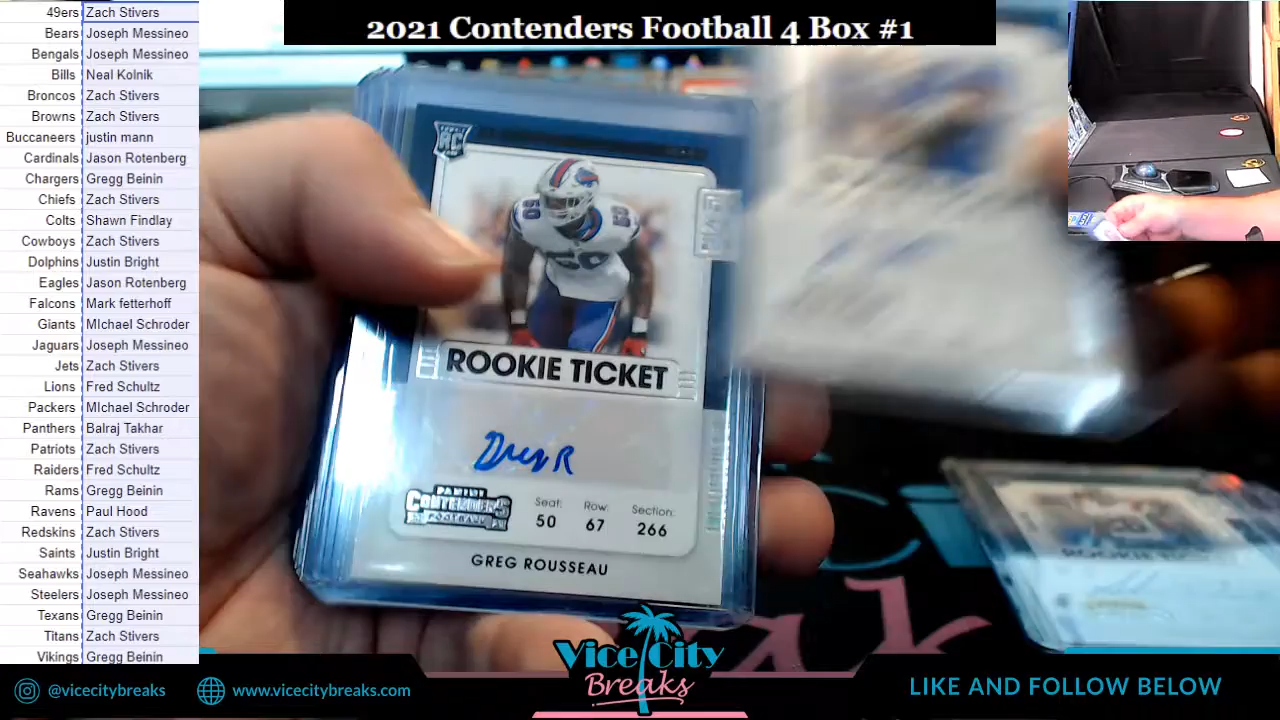 49ers Zach Stivers
Bears Joseph Messineo
Bengals Joseph Messineo
Bills Neal Kolnik
Broncos Zach Stivers
Browns Zach Stivers
Buccaneers justin mann
Cardinals Jason Rotenberg
Chargers Gregg Beinin
Chiefs Zach Stivers
Colts Shawn Findlay
Cowboys Zach Stivers
Dolphins Justin Bright
Eagles Jason Rotenberg
Falcons Mark fetterhoff
Giants MIchael Schroder
Jaguars Joseph Messineo
Jets Zach Stivers
Lions Fred Schultz
Packers MIchael Schroder
Panthers Balraj Takhar
Patriots Zach Stivers
Raiders Fred Schultz
Rams Gregg Beinin
Ravens Paul Hood
Redskins Zach Stivers
Saints Justin Bright
Seahawks Joseph Messineo
Steelers Joseph Messineo
Texans Gregg Beinin
Titans Zach Stivers
Vikings Gregg Beinin
2021 Contenders Football 4 Box #1
RC
50
ROOKIE TICKET
Greg R
PANINI
CONTENDERS
FOOTBALL
Seat: Row: Section:
50 67 266
GREG ROUSSEAU
Vice City
Breaks
@vicecitybreaks
www.vicecitybreaks.com
LIKE AND FOLLOW BELOW